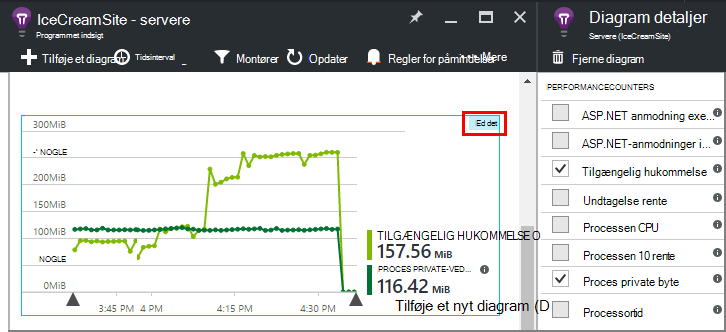 IceCreamSite - servere
Programmet indsigt
Tilføje et diagram
Tidsinterval
Montører
Opdater
Regler for påmindelser
Mere
Ed det
300MiB
-' NOGLE
200MiB
150MiB
100MiB
NOGLE
0MiB
3:45 PM
4 PM
4:15 PM
4:30 PM
TILGÆNGELIG HUKOMMELSE O
157.56 MiB
PROCES PRIVATE-VED...
116.42 MiB
Tilføje et nyt diagram (D
Diagram detaljer
Servere (IceCreamSite)
Fjerne diagram
PERFORMANCECOUNTERS
ASP.NET anmodning exe...
ASP.NET-anmodninger i...
Tilgængelig hukommelse
Undtagelse rente
Processen CPU
Processen 10 rente
Proces private byte
Processortid